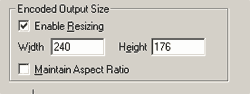 Encoded Output Size
Enable Resizing
Width 240 Height 176
Maintain Aspect Ratio